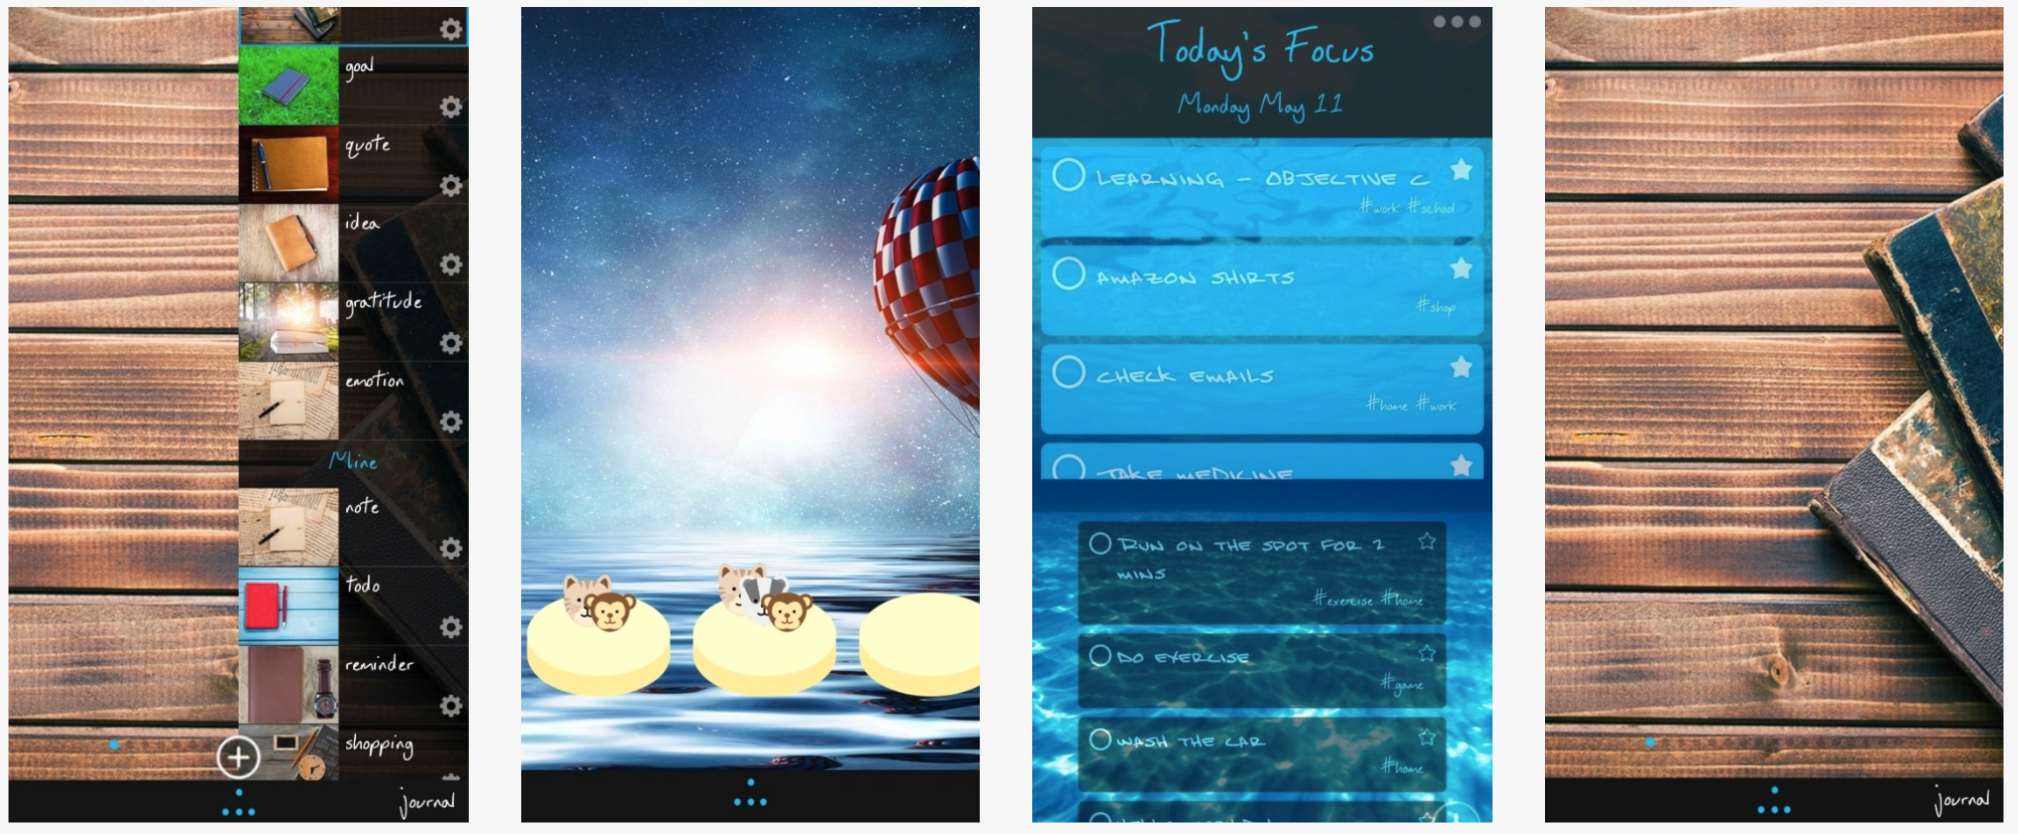 goal
quote
idea
gratitude
emotion
Mine
note
todo
reminder
shopping
journal
Today's Focus
Monday May 11
LEARNING - OBJECTIVE C
#work #school
AMAZON SHIRTS
#shop
CHECK EMAILS
#home #work
TAKE MEDICINE
RUN ON THE SPOT FOR 2
MINS
#exercise #home
DO EXERCISE
#game
WASH THE CAR
#home
journal